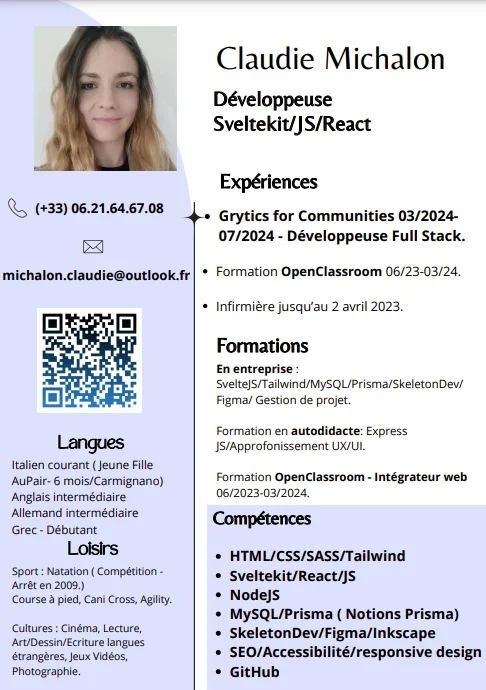 Claudie Michalon
Développeuse
Sveltekit/JS/React
(+33) 06.21.64.67.08
michalon.claudie@outlook.fr
Langues
Italien courant ( Jeune Fille
AuPair- 6 mois/Carmignano)
Anglais intermédiaire
Allemand intermédiaire
Grec - Débutant
Loisirs
Sport : Natation ( Compétition -
Arrêt en 2009.)
Course à pied, Cani Cross, Agility.
Cultures : Cinéma, Lecture,
Art/Dessin/Ecriture langues
étrangères, Jeux Vidéos,
Photographie.
Expériences
Grytics for Communities 03/2024-
07/2024 - Développeuse Full Stack.
Formation OpenClassroom 06/23-03/24.
Infirmière jusqu’au 2 avril 2023.
Formations
En entreprise :
SvelteJS/Tailwind/MySQL/Prisma/SkeletonDev/
Figma/ Gestion de projet.
Formation en autodidacte: Express
JS/Approfonissement UX/UI.
Formation OpenClassroom - Intégrateur web
06/2023-03/2024.
Compétences
HTML/CSS/SASS/Tailwind
Sveltekit/React/JS
NodeJS
MySQL/Prisma ( Notions Prisma)
SkeletonDev/Figma/Inkscape
SEO/Accessibilité/responsive design
GitHub